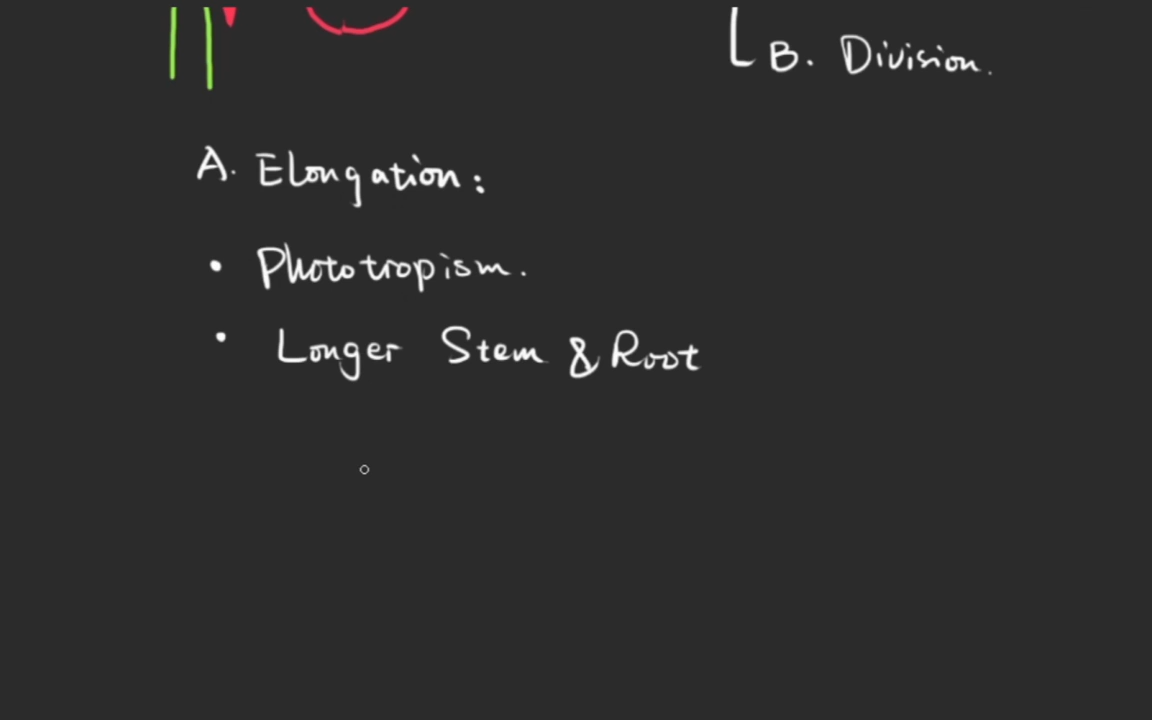 B. Division.
A. Elongation:
• Phototropism.
• Longer Stem & Root